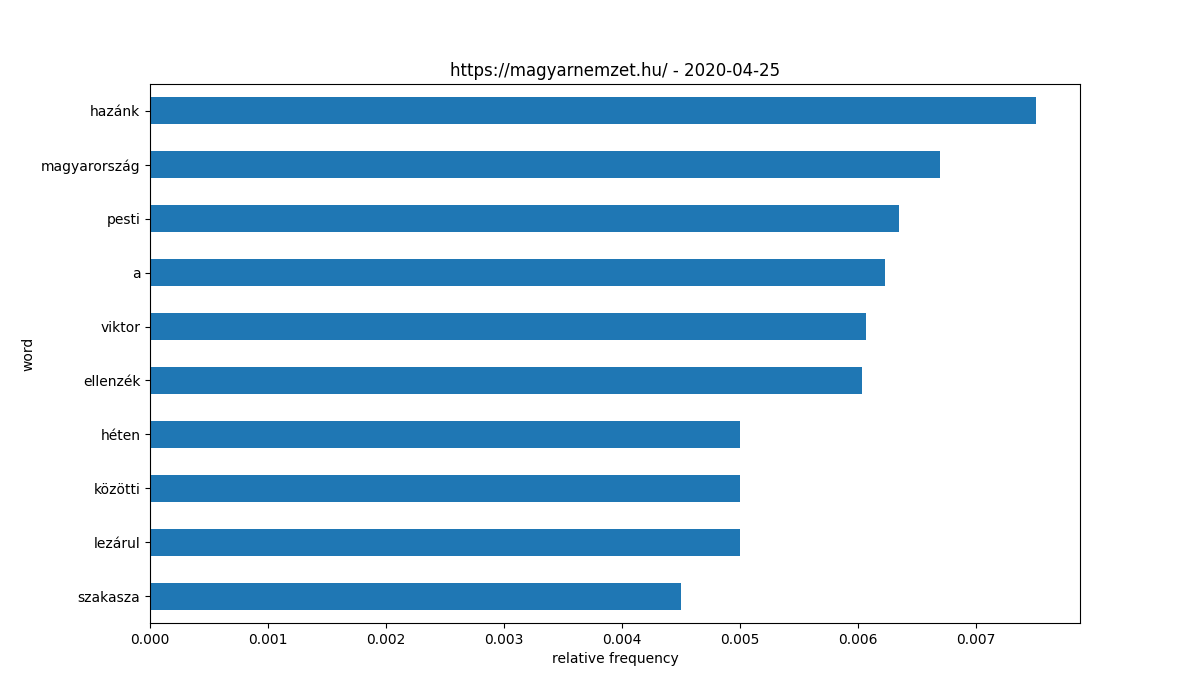 https://magyarnemzet.hu/ - 2020-04-25
hazánk
magyarország
pesti
a
viktor
ellenzék
héten
közötti
lezárul
szakasza
word
0.000 0.001 0.002 0.003 0.004 0.005 0.006 0.007
relative frequency